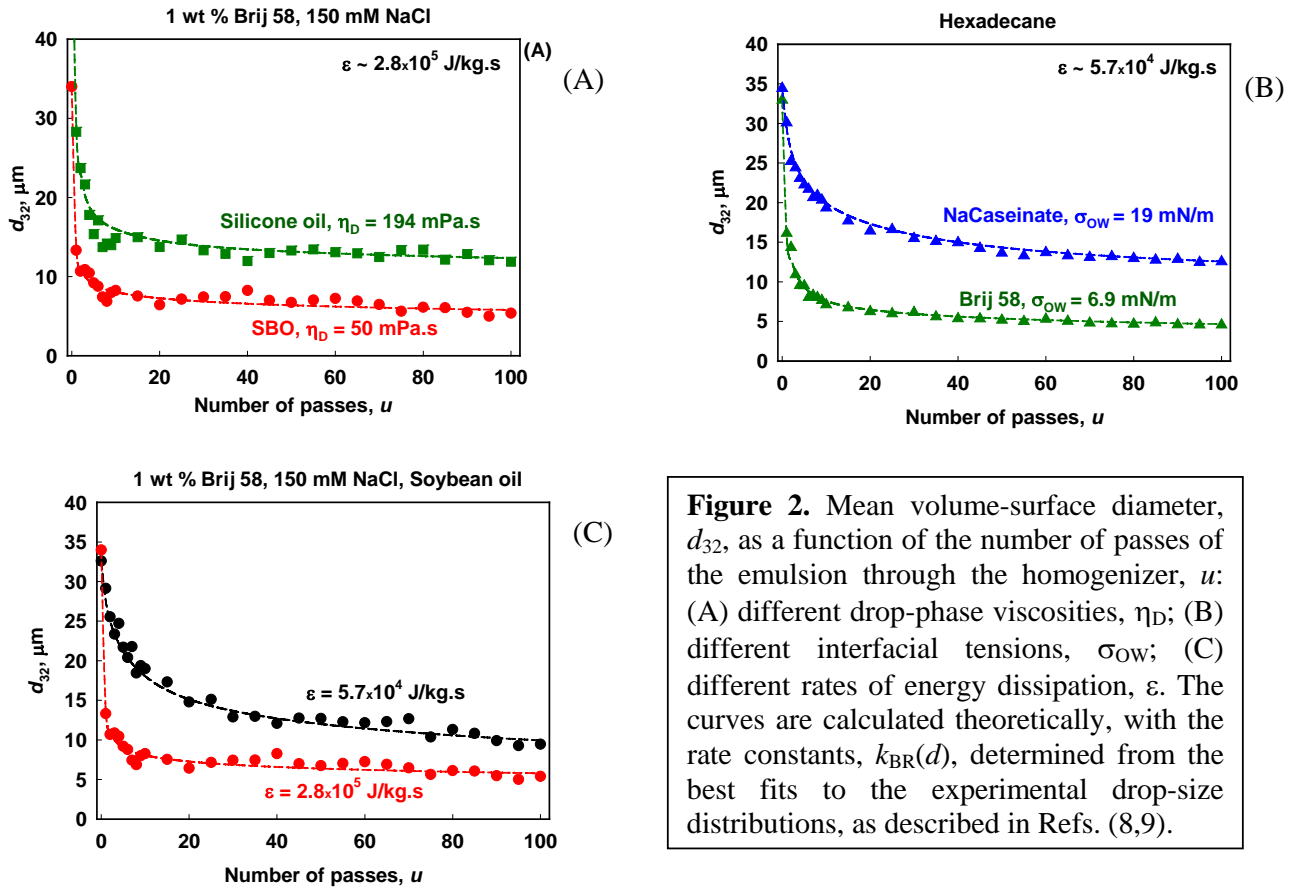 1 wt % Brij 58, 150 mM NaCl
40
35
30
25
20
15
10
5
0
d32, μm
ε ~ 2.8x10⁵ J/kg.s
(A)
(A)
Silicone oil, ηD = 194 mPa.s
SBO, ηD = 50 mPa.s
0 20 40 60 80 100
Number of passes, u
Hexadecane
40
35
30
25
20
15
10
5
0
d32, μm
ε ~ 5.7x10⁴ J/kg.s
(B)
NaCaseinate, σOW = 19 mN/m
Brij 58, σOW = 6.9 mN/m
0 20 40 60 80 100
Number of passes, u
1 wt % Brij 58, 150 mM NaCl, Soybean oil
40
35
30
25
20
15
10
5
0
d32, μm
(C)
ε = 5.7x10⁴ J/kg.s
ε = 2.8x10⁵ J/kg.s
0 20 40 60 80 100
Number of passes, u
Figure 2. Mean volume-surface diameter,
d32, as a function of the number of passes of
the emulsion through the homogenizer, u:
(A) different drop-phase viscosities, ηD; (B)
different interfacial tensions, σOW; (C)
different rates of energy dissipation, ε. The
curves are calculated theoretically, with the
rate constants, kBR(d), determined from the
best fits to the experimental drop-size
distributions, as described in Refs. (8,9).